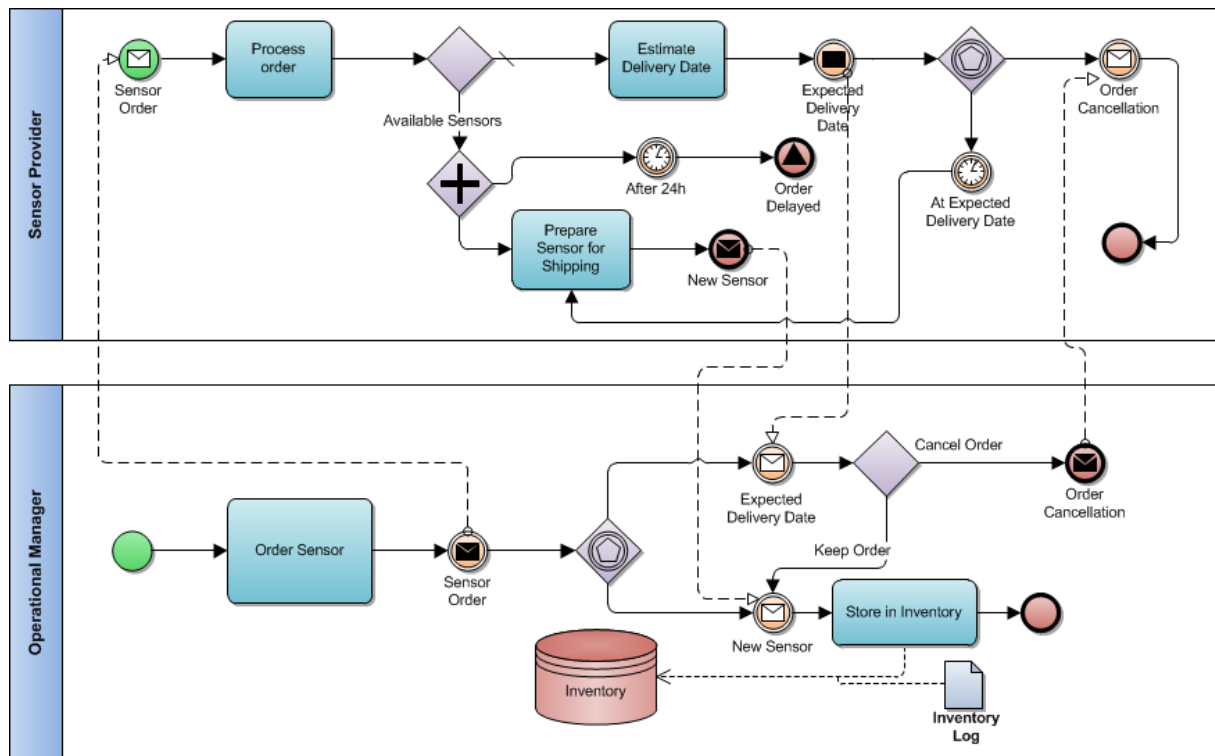 Sensor Provider
Sensor
Order
Process
order
Available Sensors
Estimate
Delivery Date
Expected
Delivery
Date
Order
Cancellation
After 24h
Order
Delayed
At Expected
Delivery Date
Prepare
Sensor for
Shipping
New Sensor
Operational Manager
Order Sensor
Sensor
Order
Expected
Delivery Date
Cancel Order
Order
Cancellation
Keep Order
New Sensor
Store in Inventory
Inventory
Inventory
Log